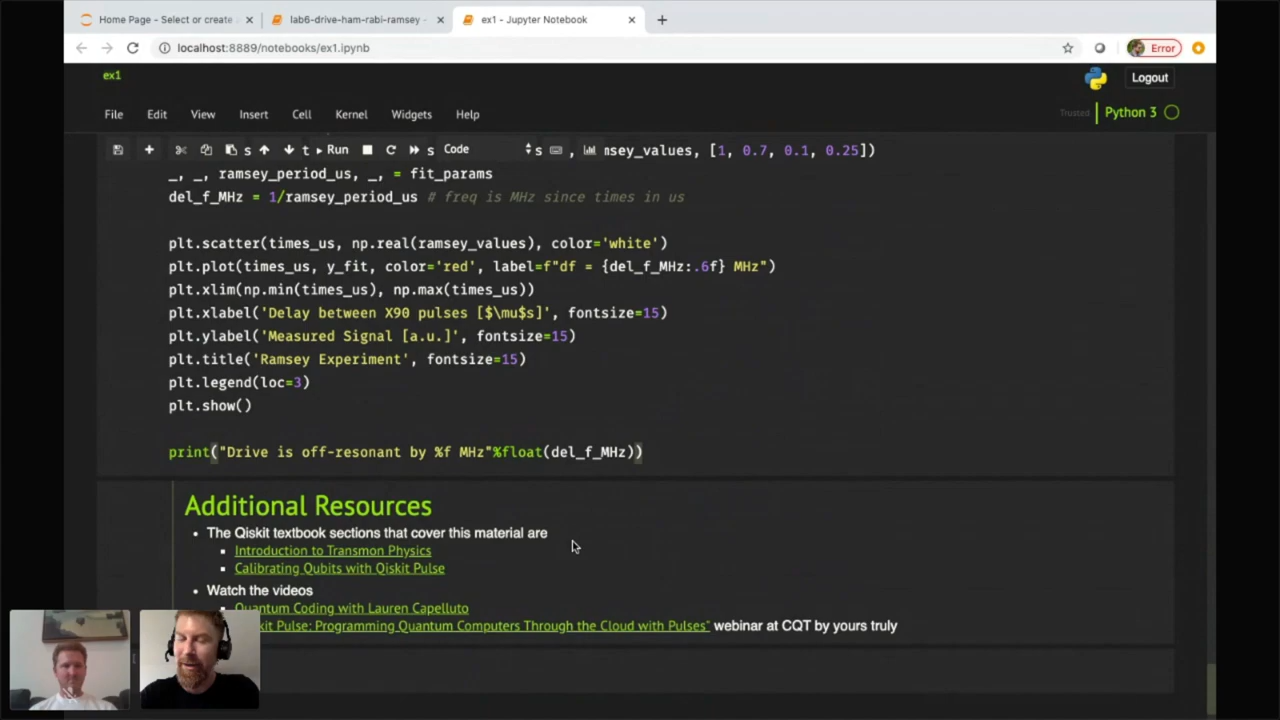 Home Page - Select or create
lab6-drive-ham-rabi-ramsey -
ex1 - Jupyter Notebook
localhost:8889/notebooks/ex1.ipynb
Error
ex1
Logout
File Edit View Insert Cell Kernel Widgets Help
Trusted
Python 3
s t Run s Code s , msey_values, [1, 0.7, 0.1, 0.25])
_, _, ramsey_period_us, _, = fit_params
del_f_MHz = 1/ramsey_period_us # freq is MHz since times in us
plt.scatter(times_us, np.real(ramsey_values), color='white')
plt.plot(times_us, y_fit, color='red', label=f"df = {del_f_MHz:.6f} MHz")
plt.xlim(np.min(times_us), np.max(times_us))
plt.xlabel('Delay between X90 pulses [$\mu$s]', fontsize=15)
plt.ylabel('Measured Signal [a.u.]', fontsize=15)
plt.title('Ramsey Experiment', fontsize=15)
plt.legend(loc=3)
plt.show()
print("Drive is off-resonant by %f MHz"%float(del_f_MHz))
Additional Resources
The Qiskit textbook sections that cover this material are
Introduction to Transmon Physics
Calibrating Qubits with Qiskit Pulse
Watch the videos
Quantum Coding with Lauren Capelluto
kit Pulse: Programming Quantum Computers Through the Cloud with Pulses" webinar at CQT by yours truly